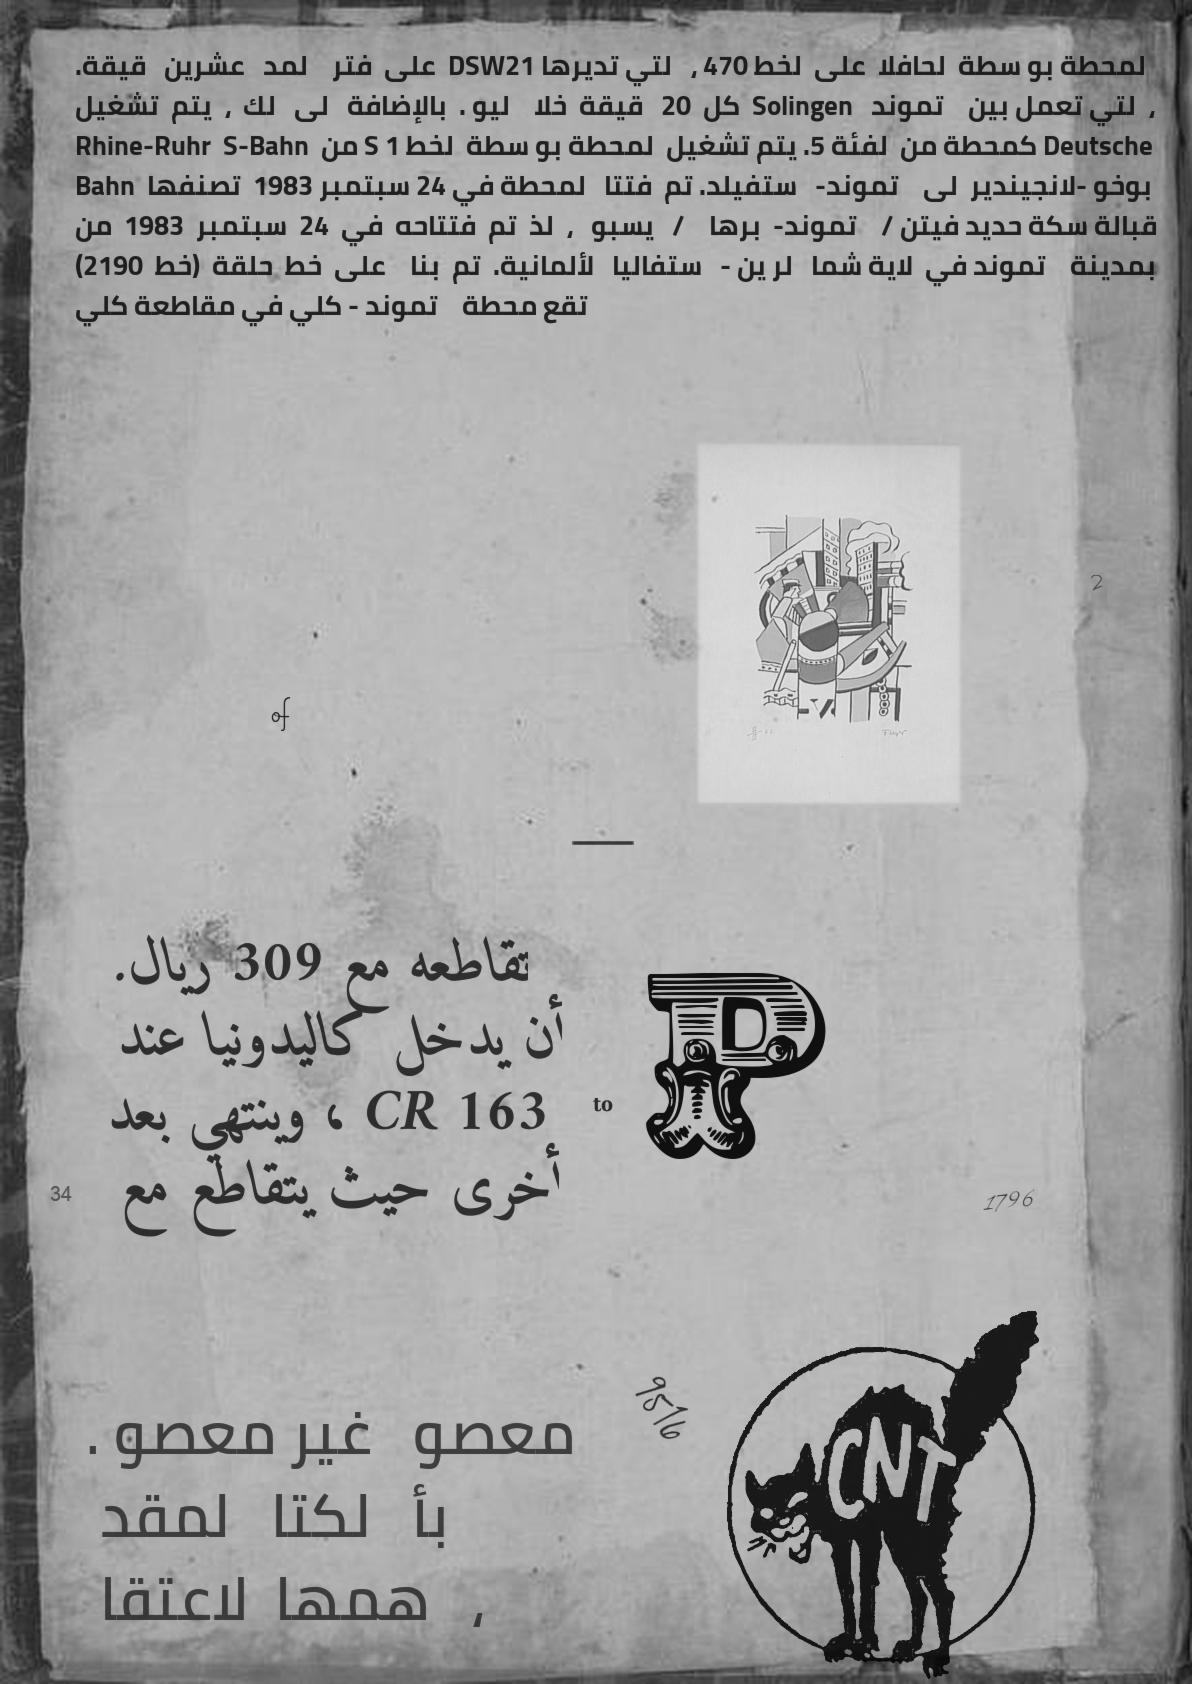 لمحطة بو سطة لحافلا على لخط 470 , لتي تديرها DSW21 على فتر لمد عشرين قيقة.
, لتي تعمل بين تموند Solingen كل 20 قيقة خلا ليو . بالإضافة لى لك , يتم تشغيل
Deutsche كمحطة من لفئة 5. يتم تشغيل لمحطة بو سطة لخط S 1 من Rhine-Ruhr S-Bahn
بوخو -لانجيندير لى تموند- ستفيلد. تم فتتا لمحطة في 24 سبتمبر 1983 تصنفها Bahn
قبالة سكة حديد فيتن / تموند- برها / يسبو , لذ تم فتتاحه في 24 سبتمبر 1983 من
بمدينة تموند في لاية شما لر ين - ستفاليا لألمانية. تم بنا على خط حلقة (خط 2190)
تقع محطة تموند - كلي في مقاطعة كلي
2
of
تقاطعه مع 309 ريال.
أن يدخل كاليدونيا عند
CR 163 ، وينتهي بعد
أخرى حيث يتقاطع مع
to
P
34
1796
9516
معصو غير معصو .
بأ لكتا لمقد
, همها لاعتقا
CNT